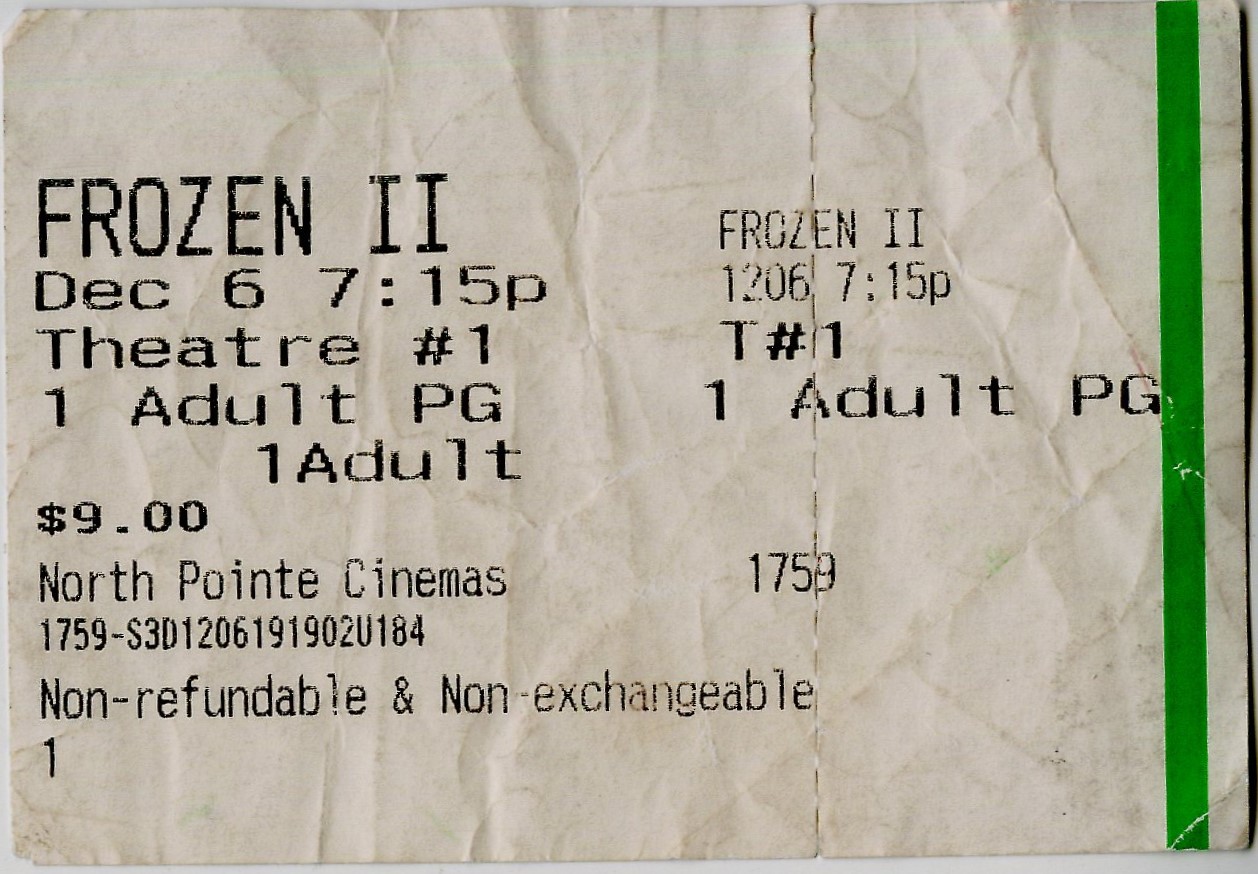 FROZEN II
Dec 6 7:15p
Theatre #1
1 Adult PG
1Adult
$9.00
North Pointe Cinemas
1759-S3D1206191902U184
Non-refundable & Non-exchangeable
1
FROZEN II
1206 7:15p
T#1
1 Adult PG
1759